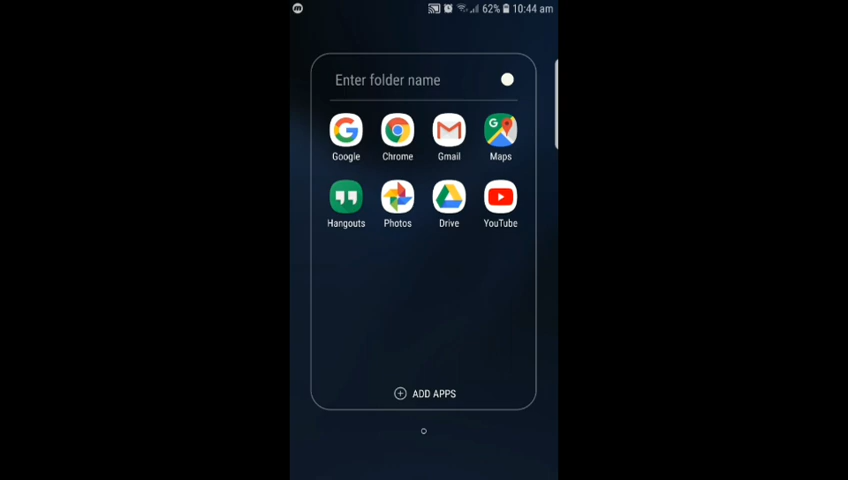 62% 10:44 am
Enter folder name
Google Chrome Gmail Maps
Hangouts Photos Drive YouTube
ADD APPS